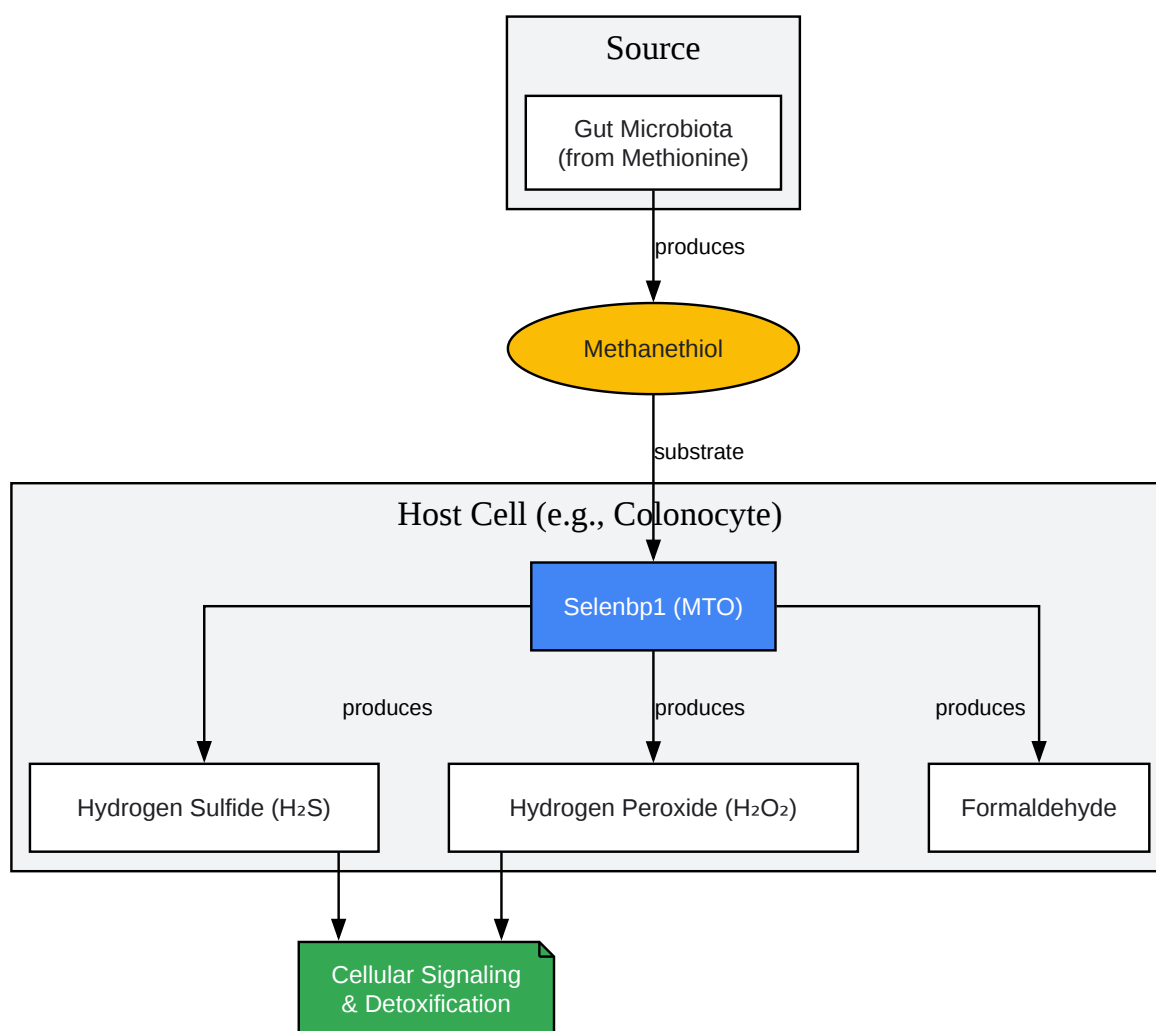 Source
Gut Microbiota
(from Methionine)
produces
Methanethiol
substrate
Host Cell (e.g., Colonocyte)
Selenbp1 (MTO)
produces
produces
produces
Hydrogen Sulfide (H₂S)
Hydrogen Peroxide (H₂O₂)
Formaldehyde
Cellular Signaling
& Detoxification